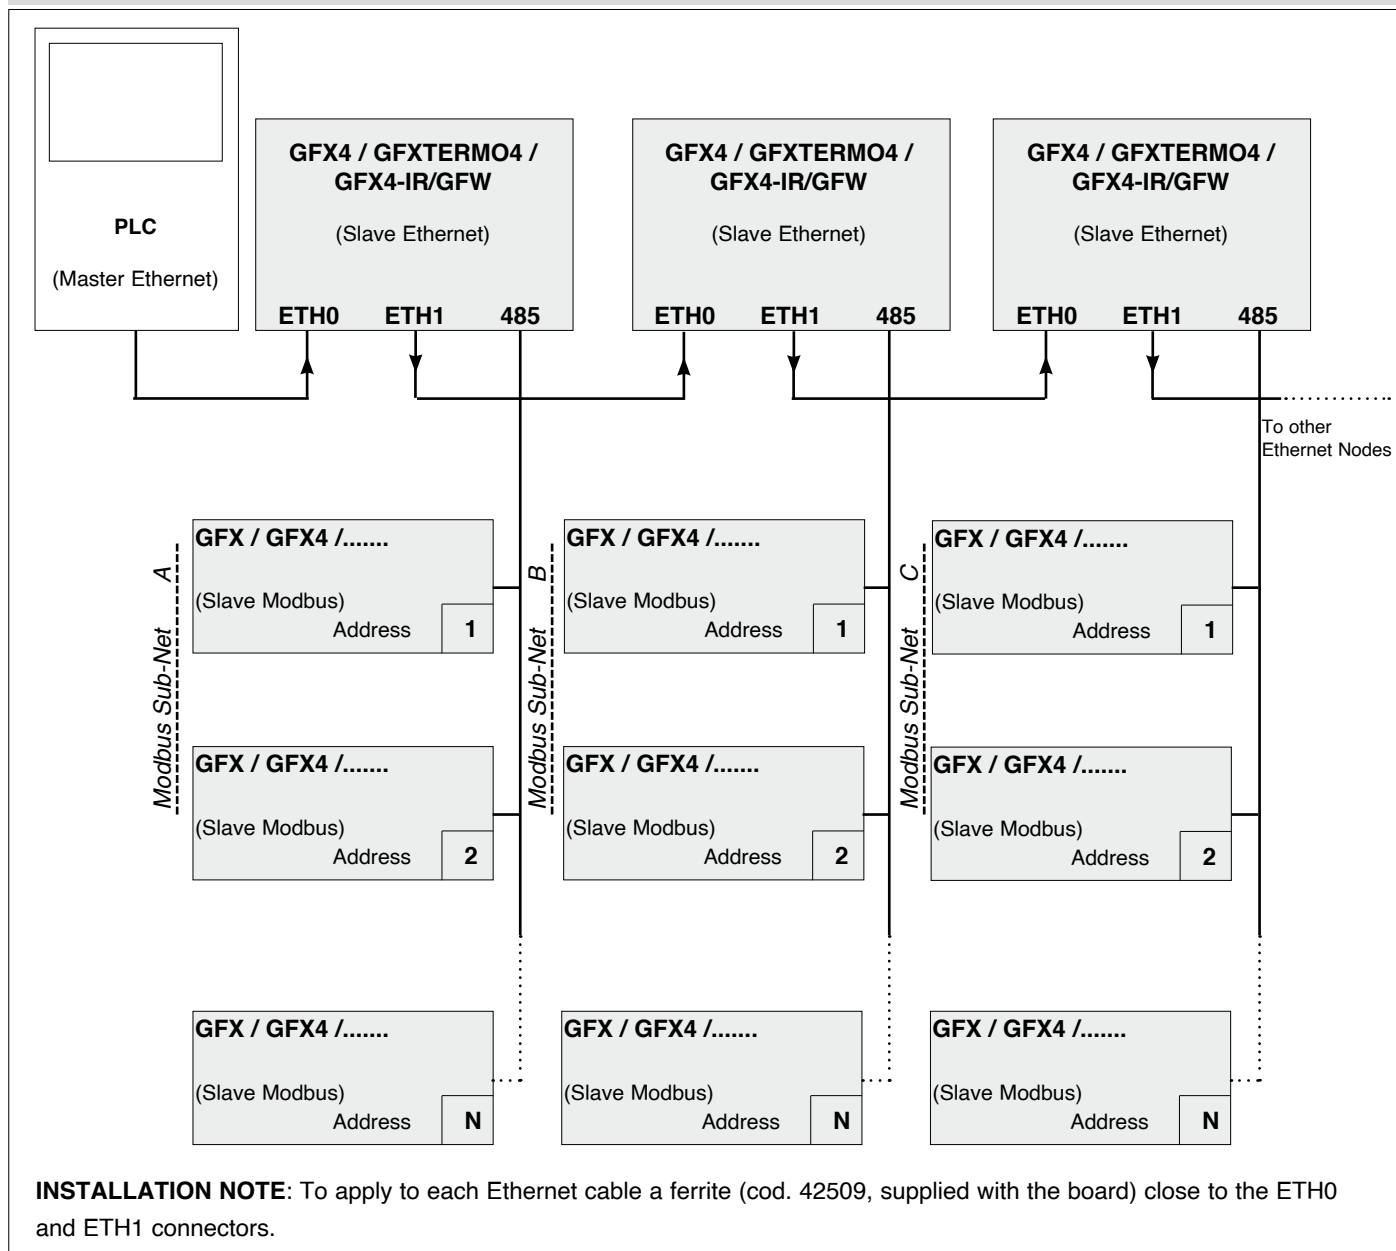 PLC
(Master Ethernet)
GFX4 / GFXTERMO4 /
GFX4-IR/GFW
(Slave Ethernet)
ETH0 ETH1 485
GFX4 / GFXTERMO4 /
GFX4-IR/GFW
(Slave Ethernet)
ETH0 ETH1 485
GFX4 / GFXTERMO4 /
GFX4-IR/GFW
(Slave Ethernet)
ETH0 ETH1 485
To other
Ethernet Nodes
Modbus Sub-Net A
GFX / GFX4 /.......
(Slave Modbus)
Address 1
GFX / GFX4 /.......
(Slave Modbus)
Address 2
GFX / GFX4 /.......
(Slave Modbus)
Address N
Modbus Sub-Net B
GFX / GFX4 /.......
(Slave Modbus)
Address 1
GFX / GFX4 /.......
(Slave Modbus)
Address 2
GFX / GFX4 /.......
(Slave Modbus)
Address N
Modbus Sub-Net C
GFX / GFX4 /.......
(Slave Modbus)
Address 1
GFX / GFX4 /.......
(Slave Modbus)
Address 2
GFX / GFX4 /.......
(Slave Modbus)
Address N
INSTALLATION NOTE: To apply to each Ethernet cable a ferrite (cod. 42509, supplied with the board) close to the ETH0
and ETH1 connectors.